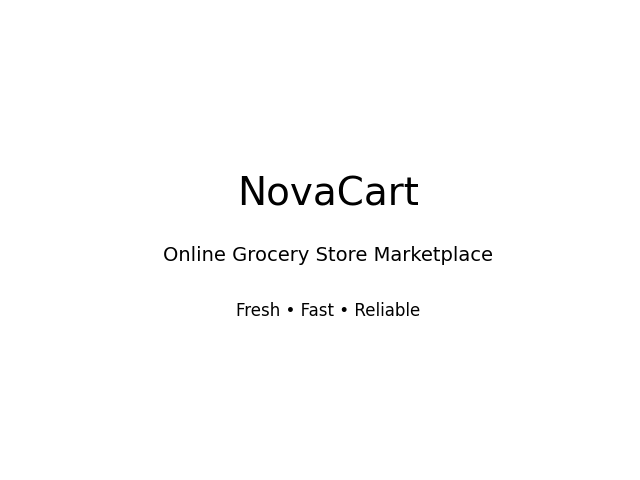 NovaCart
Online Grocery Store Marketplace
Fresh • Fast • Reliable